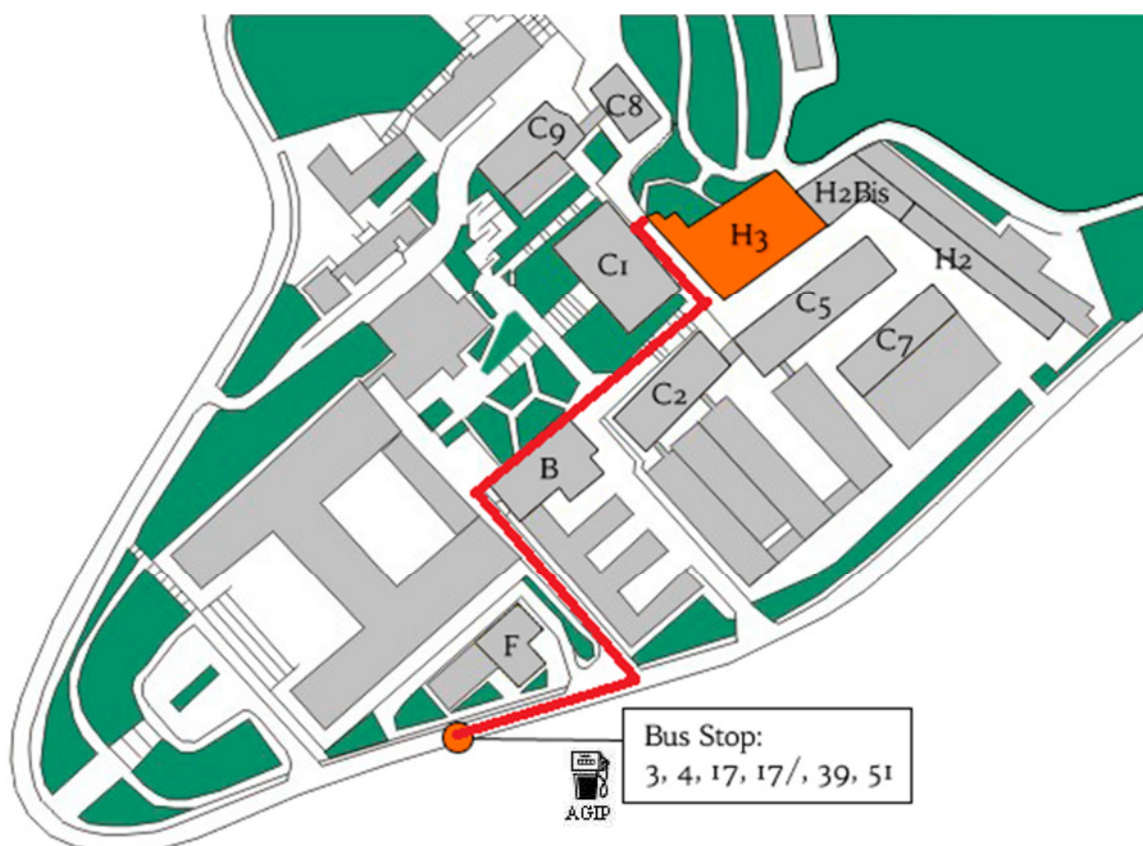 C8
C9
H2Bis
H3
H2
C1
C5
C7
C2
B
F
Bus Stop:
3, 4, 17, 17/, 39, 51
AGIP